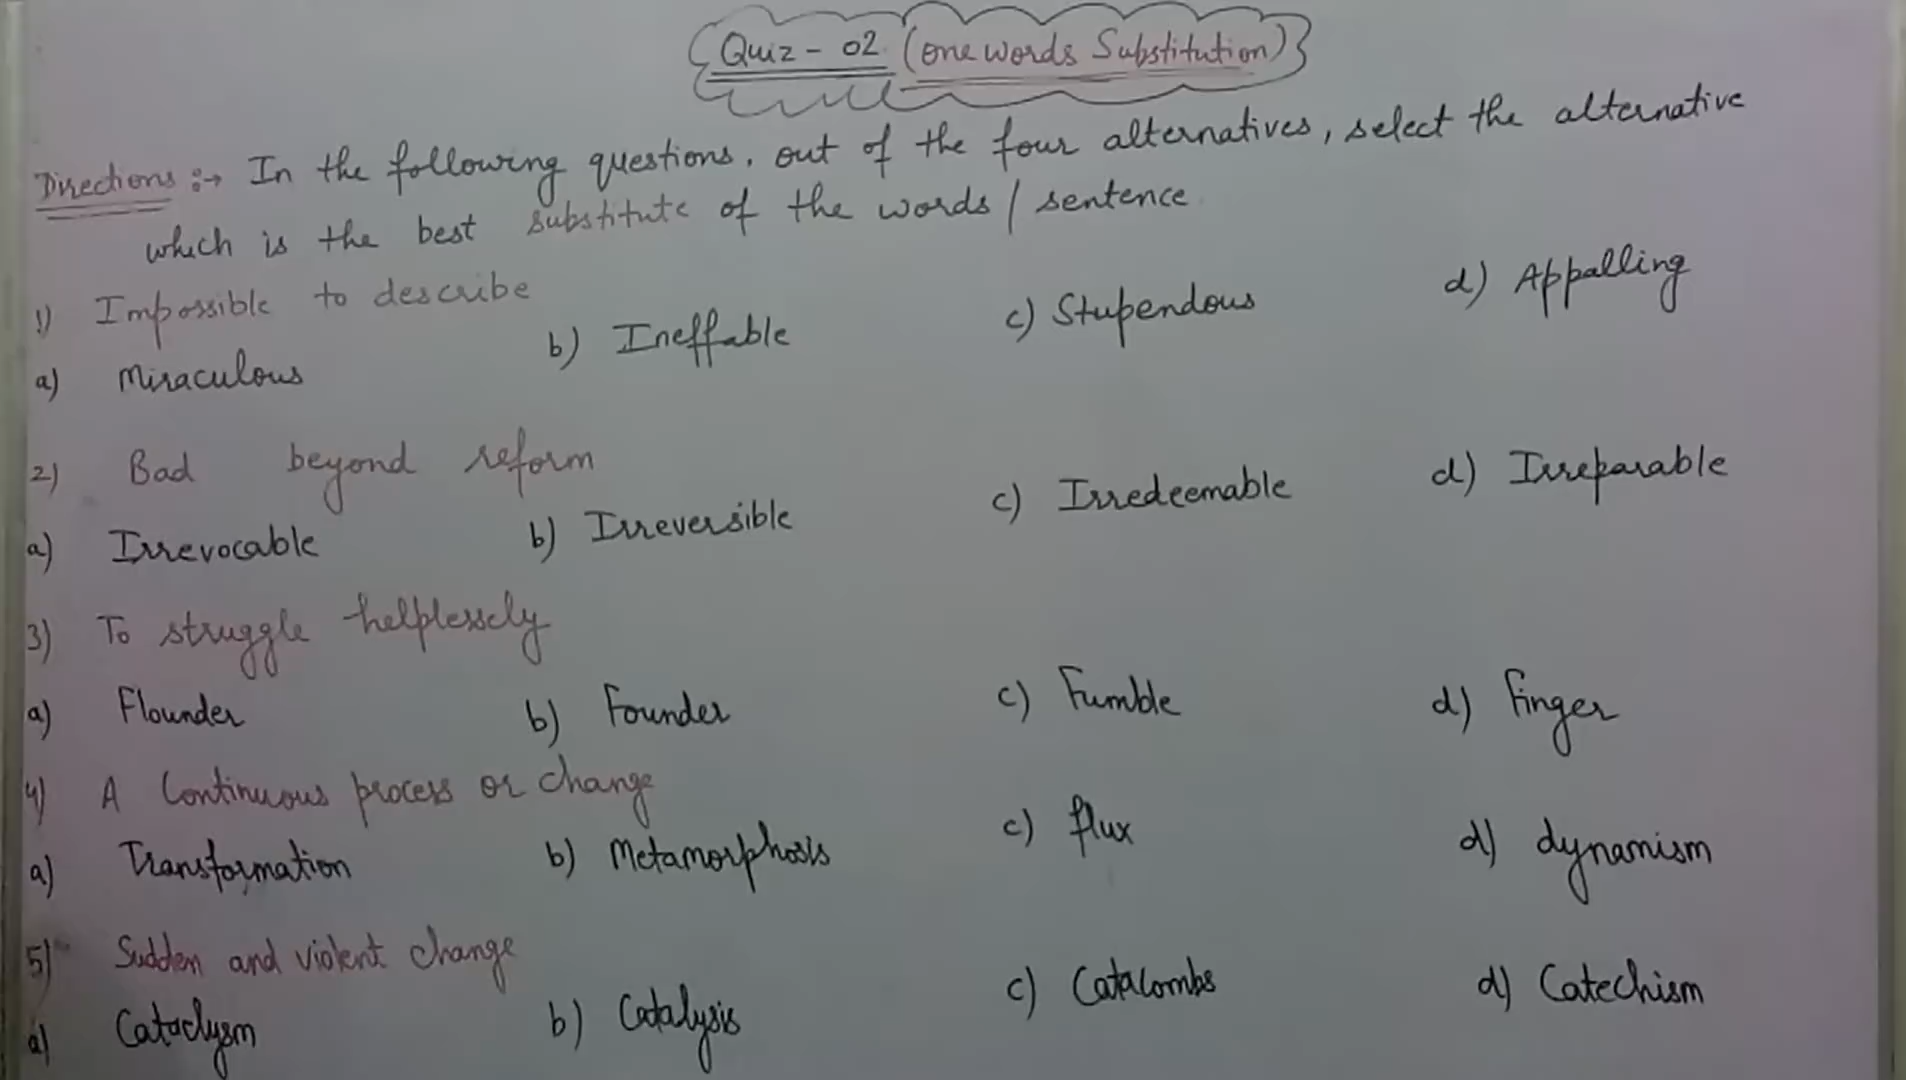 Quiz - 02 (one words Substitution)
Directions :→ In the following questions, out of the four alternatives, select the alternative
which is the best substitute of the words / sentence
1) Impossible to describe
a) Miraculous b) Ineffable c) Stupendous d) Appalling
2) Bad beyond reform
a) Irrevocable b) Irreversible c) Irredeemable d) Irreparable
3) To struggle helplessly
a) Flounder b) Founder c) Fumble d) Finger
4) A Continuous process or change
a) Transformation b) Metamorphosis c) flux d) dynamism
5) Sudden and violent change
a) Cataclysm b) Catalysis c) Catacombs d) Catechism